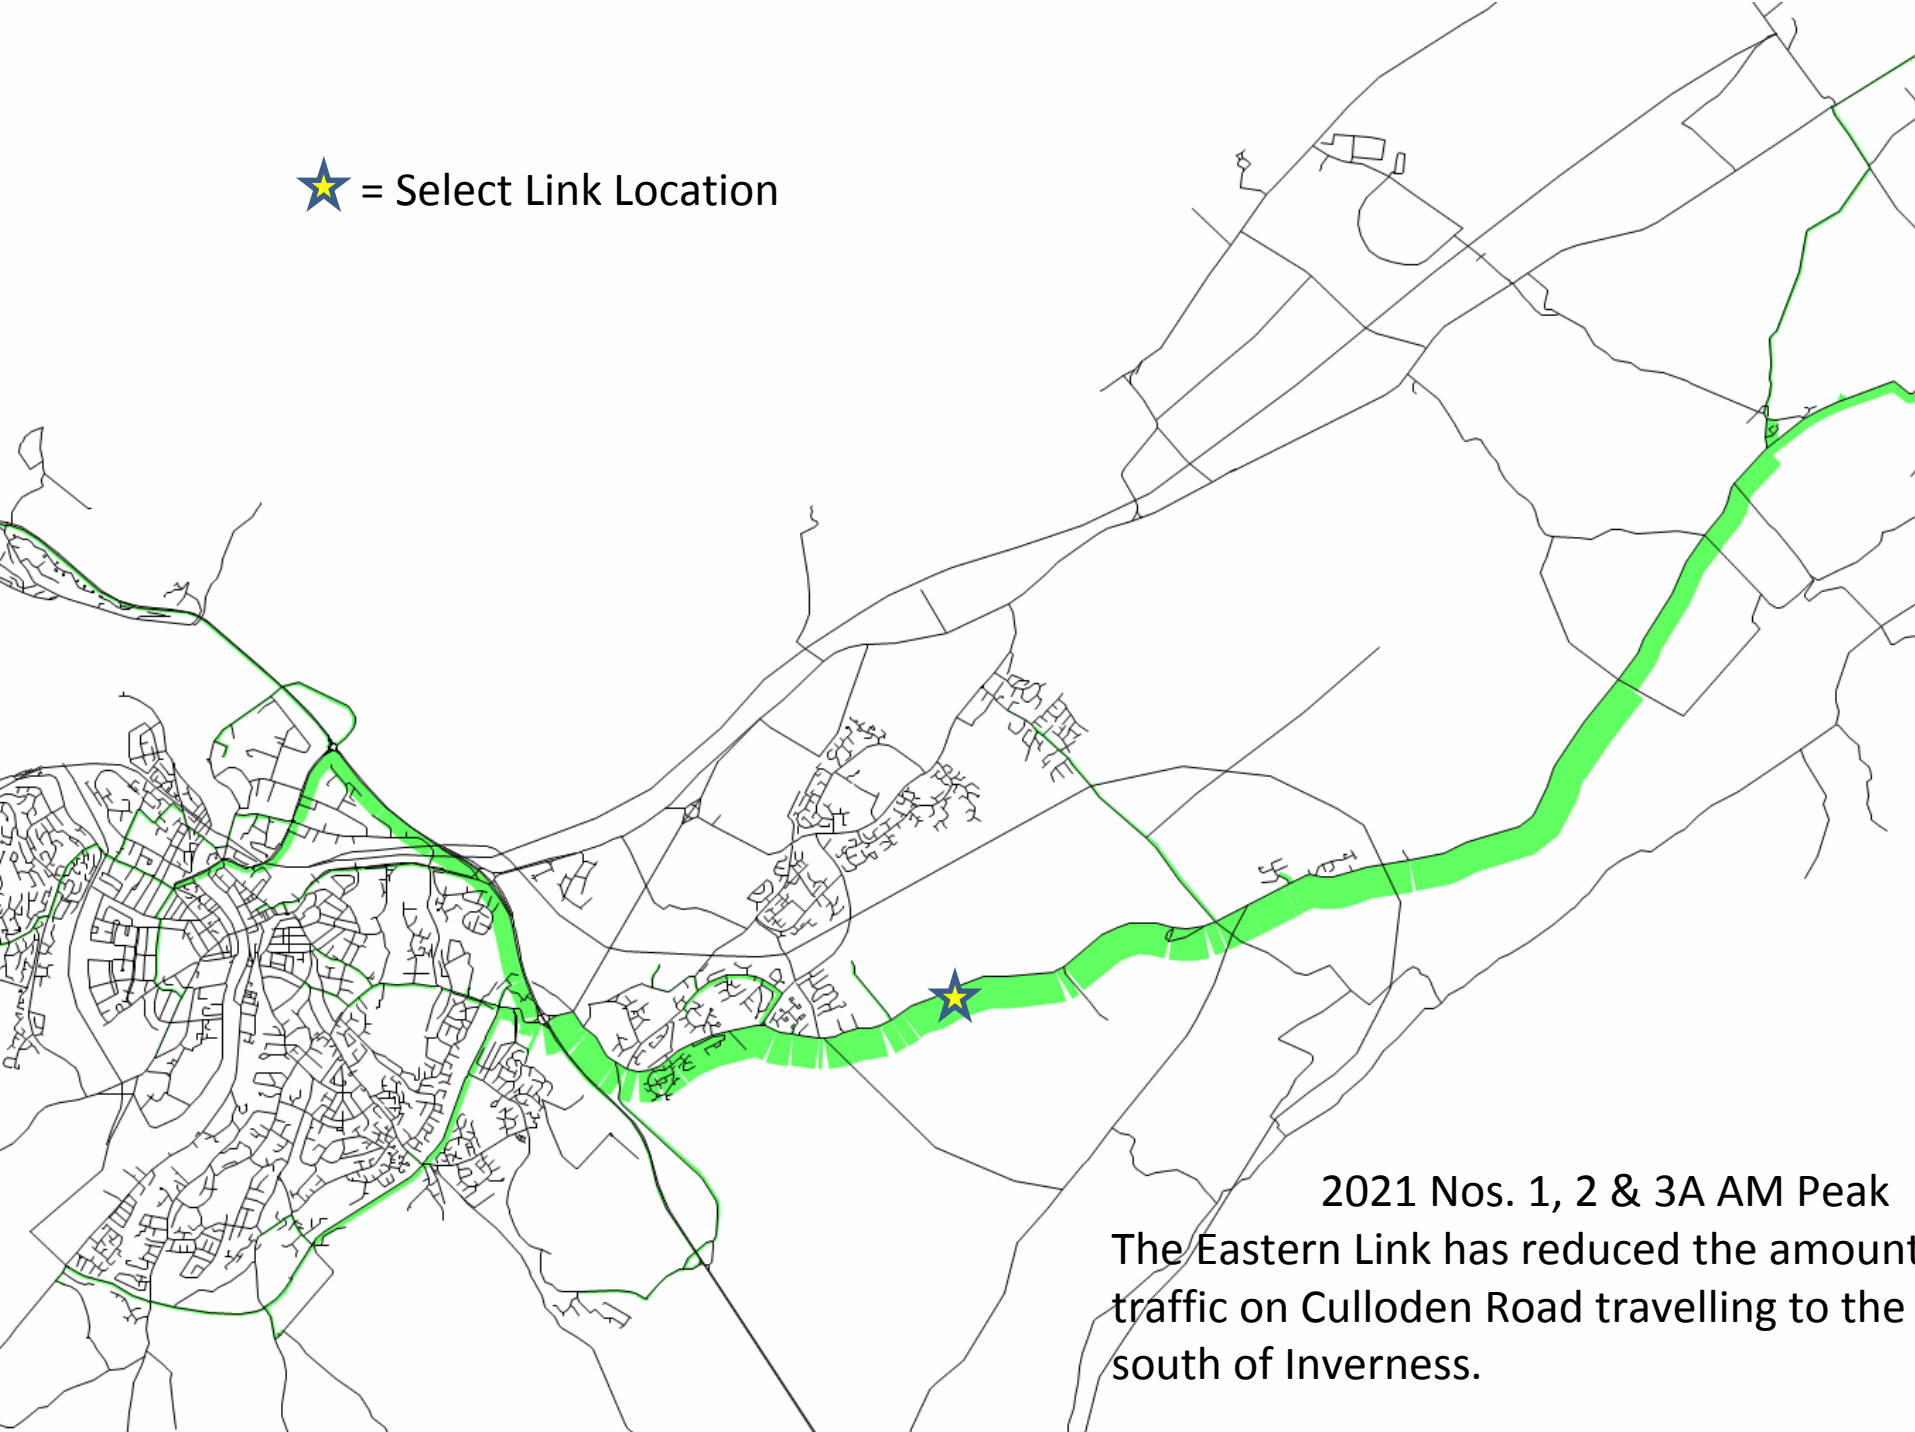 = Select Link Location
2021 Nos. 1, 2 & 3A AM Peak
The Eastern Link has reduced the amount
traffic on Culloden Road travelling to the
south of Inverness.